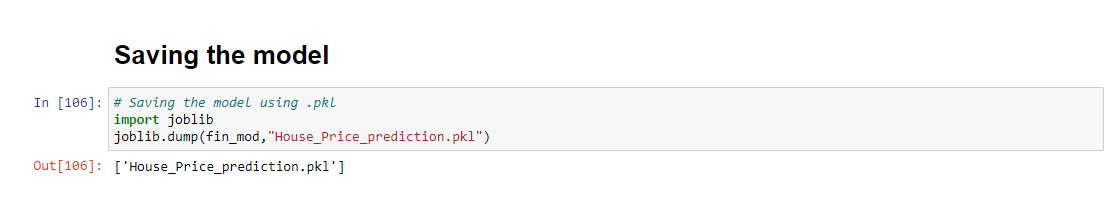 Saving the model
In [106]: # Saving the model using .pkl
import joblib
joblib.dump(fin_mod,"House_Price_prediction.pkl")
Out[106]: ['House_Price_prediction.pkl']